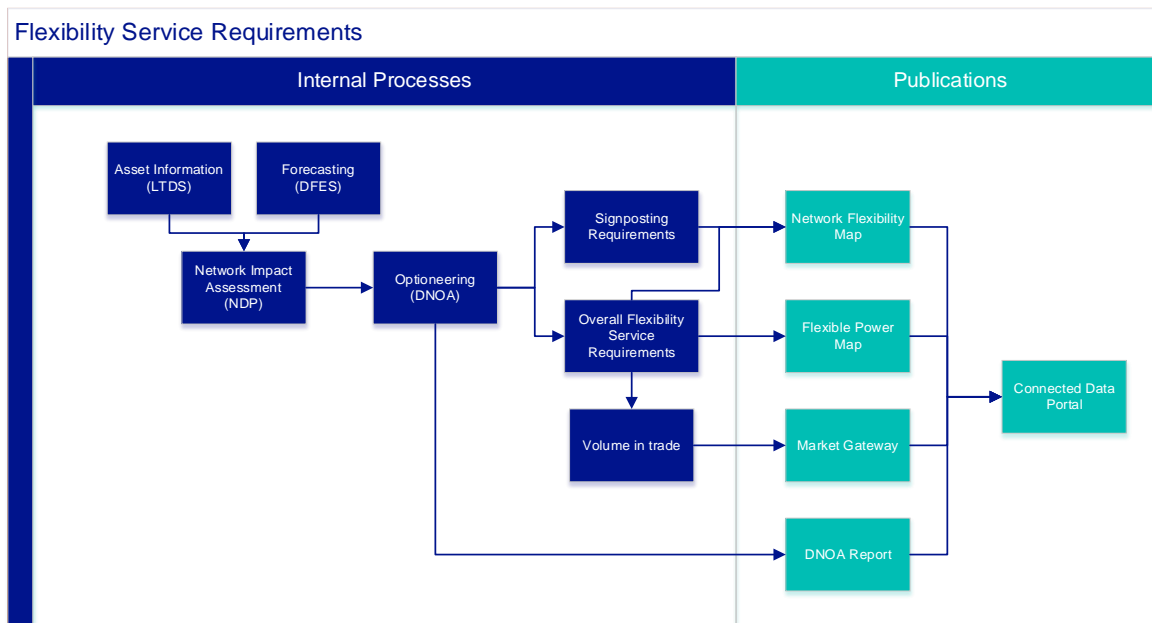 Flexibility Service Requirements
Internal Processes
Publications
Asset Information
(LTDS)
Forecasting
(DFES)
Network Impact
Assessment
(NDP)
Optioneering
(DNOA)
Signposting
Requirements
Overall Flexibility
Service
Requirements
Volume in trade
Network Flexibility
Map
Flexible Power
Map
Market Gateway
DNOA Report
Connected Data
Portal